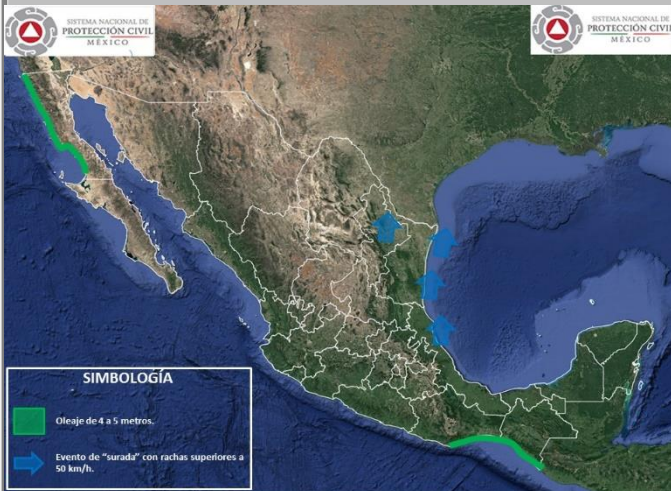 SISTEMA NACIONAL DE
PROTECCIÓN CIVIL
MÉXICO
SISTEMA NACIONAL DE
PROTECCIÓN CIVIL
MÉXICO
SIMBOLOGÍA
Oleaje de 4 a 5 metros.
Evento de “surada” con rachas superiores a
50 km/h.